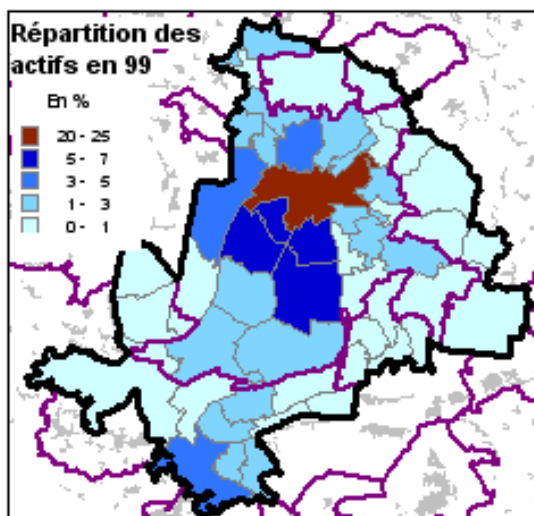 Répartition des
actifs en 99
En %
20 - 25
5 - 7
3 - 5
1 - 3
0 - 1